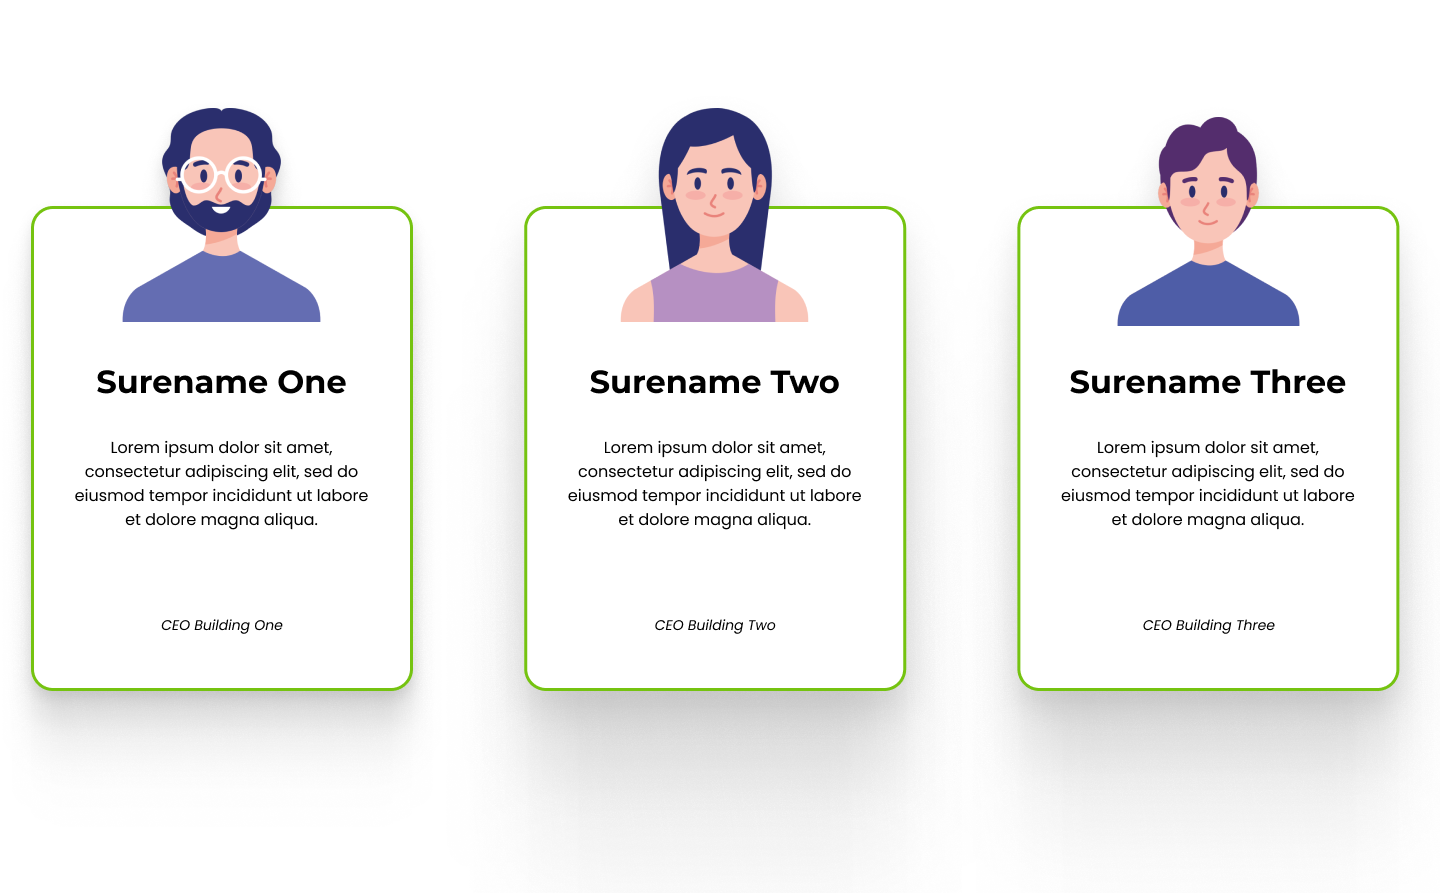 Surename One
Lorem ipsum dolor sit amet,
consectetur adipiscing elit, sed do
eiusmod tempor incididunt ut labore
et dolore magna aliqua.
CEO Building One
Surename Two
Lorem ipsum dolor sit amet,
consectetur adipiscing elit, sed do
eiusmod tempor incididunt ut labore
et dolore magna aliqua.
CEO Building Two
Surename Three
Lorem ipsum dolor sit amet,
consectetur adipiscing elit, sed do
eiusmod tempor incididunt ut labore
et dolore magna aliqua.
CEO Building Three